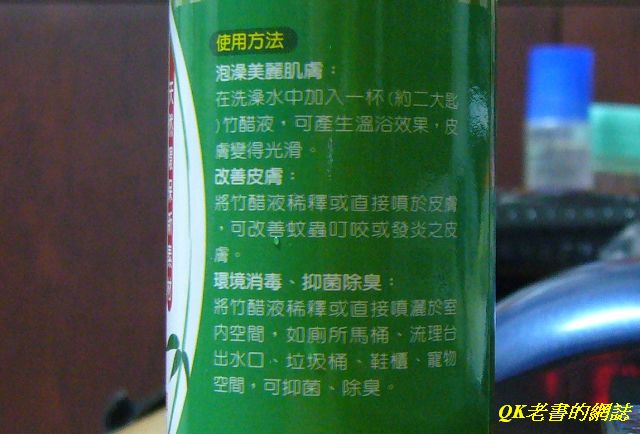 使用方法
泡澡美麗肌膚：
在洗澡水中加入一杯(約二大匙
)竹醋液，可產生溫浴效果，皮
膚變得光滑。
改善皮膚：
將竹醋液稀釋或直接噴於皮膚
，可改善蚊蟲叮咬或發炎之皮
膚。
環境消毒、抑菌除臭：
將竹醋液稀釋或直接噴灑於室
內空間，如廁所馬桶、流理台
出水口、垃圾桶、鞋櫃、寵物
空間，可抑菌、除臭。
QK老書的網誌